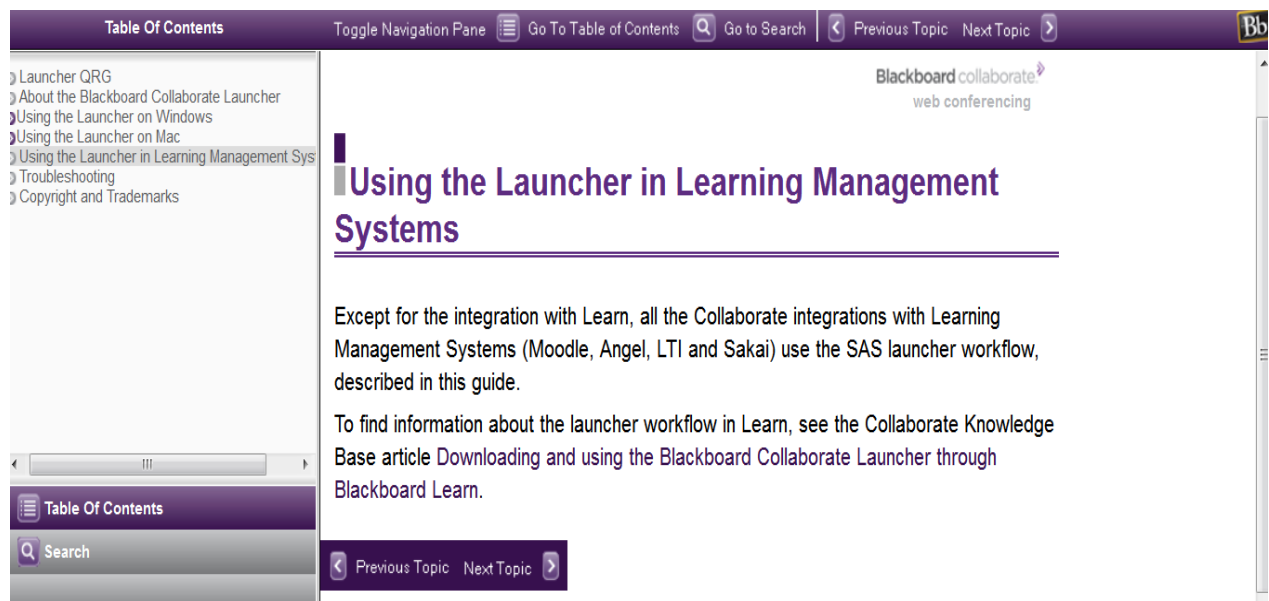 Table Of Contents
Toggle Navigation Pane Go To Table of Contents Go to Search Previous Topic Next Topic
Bb
Launcher QRG
About the Blackboard Collaborate Launcher
Using the Launcher on Windows
Using the Launcher on Mac
Using the Launcher in Learning Management Sys
Troubleshooting
Copyright and Trademarks
Table Of Contents
Search
Blackboard collaborate
web conferencing
Using the Launcher in Learning Management
Systems
Except for the integration with Learn, all the Collaborate integrations with Learning
Management Systems (Moodle, Angel, LTI and Sakai) use the SAS launcher workflow,
described in this guide.
To find information about the launcher workflow in Learn, see the Collaborate Knowledge
Base article Downloading and using the Blackboard Collaborate Launcher through
Blackboard Learn.
Previous Topic Next Topic